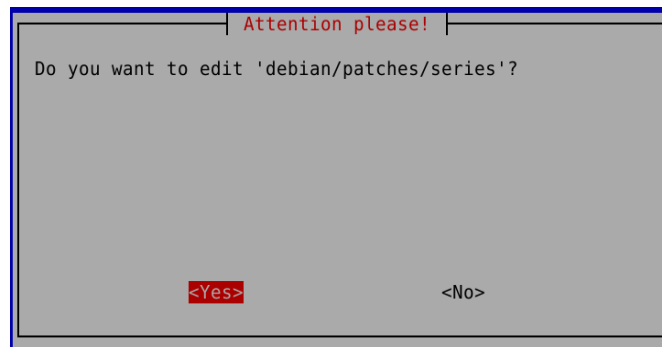 Attention please!
Do you want to edit 'debian/patches/series'?
<Yes> <No>